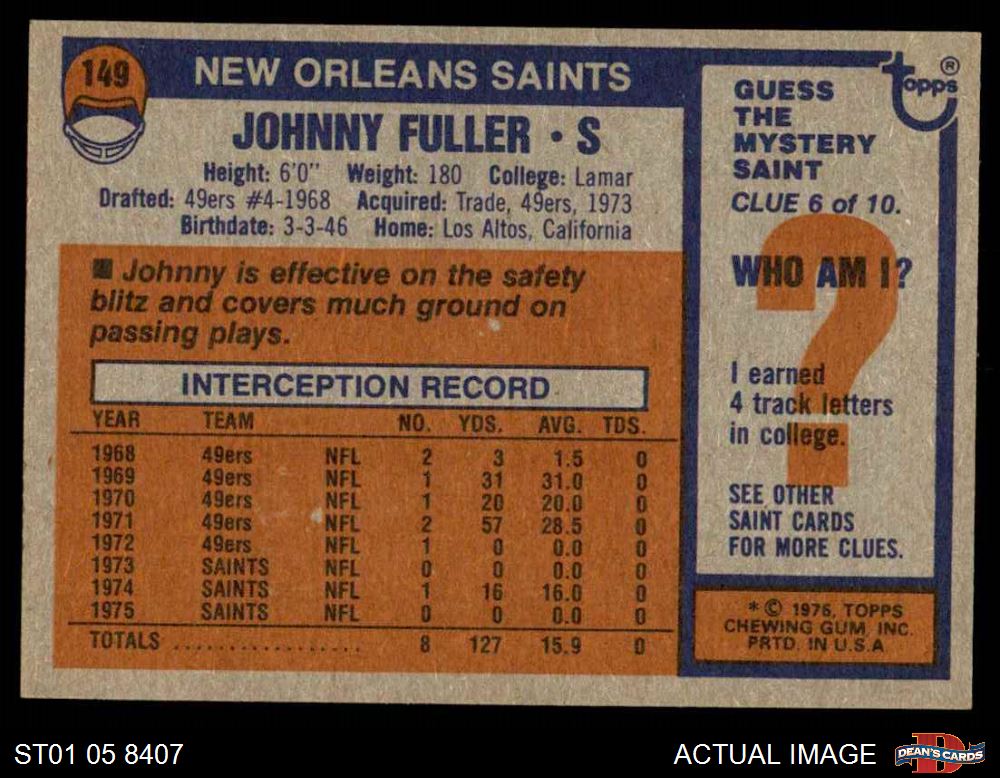 149
NEW ORLEANS SAINTS
JOHNNY FULLER • S
Height: 6'0" Weight: 180 College: Lamar
Drafted: 49ers #4-1968 Acquired: Trade, 49ers, 1973
Birthdate: 3-3-46 Home: Los Altos, California
■ Johnny is effective on the safety
blitz and covers much ground on
passing plays.
INTERCEPTION RECORD
YEAR TEAM NO. YDS. AVG. TDS.
1968 49ers NFL 2 3 1.5 0
1969 49ers NFL 1 31 31.0 0
1970 49ers NFL 1 20 20.0 0
1971 49ers NFL 2 57 28.5 0
1972 49ers NFL 1 0 0.0 0
1973 SAINTS NFL 0 0 0.0 0
1974 SAINTS NFL 1 16 16.0 0
1975 SAINTS NFL 0 0 0.0 0
TOTALS .................. 8 127 15.9 0
topps ®
GUESS
THE
MYSTERY
SAINT
CLUE 6 of 10.
WHO AM I?
?
I earned
4 track letters
in college.
SEE OTHER
SAINT CARDS
FOR MORE CLUES.
* © 1976, TOPPS
CHEWING GUM, INC.
PRTD. IN U.S.A
ST01 05 8407
ACTUAL IMAGE
D
DEAN'S CARDS